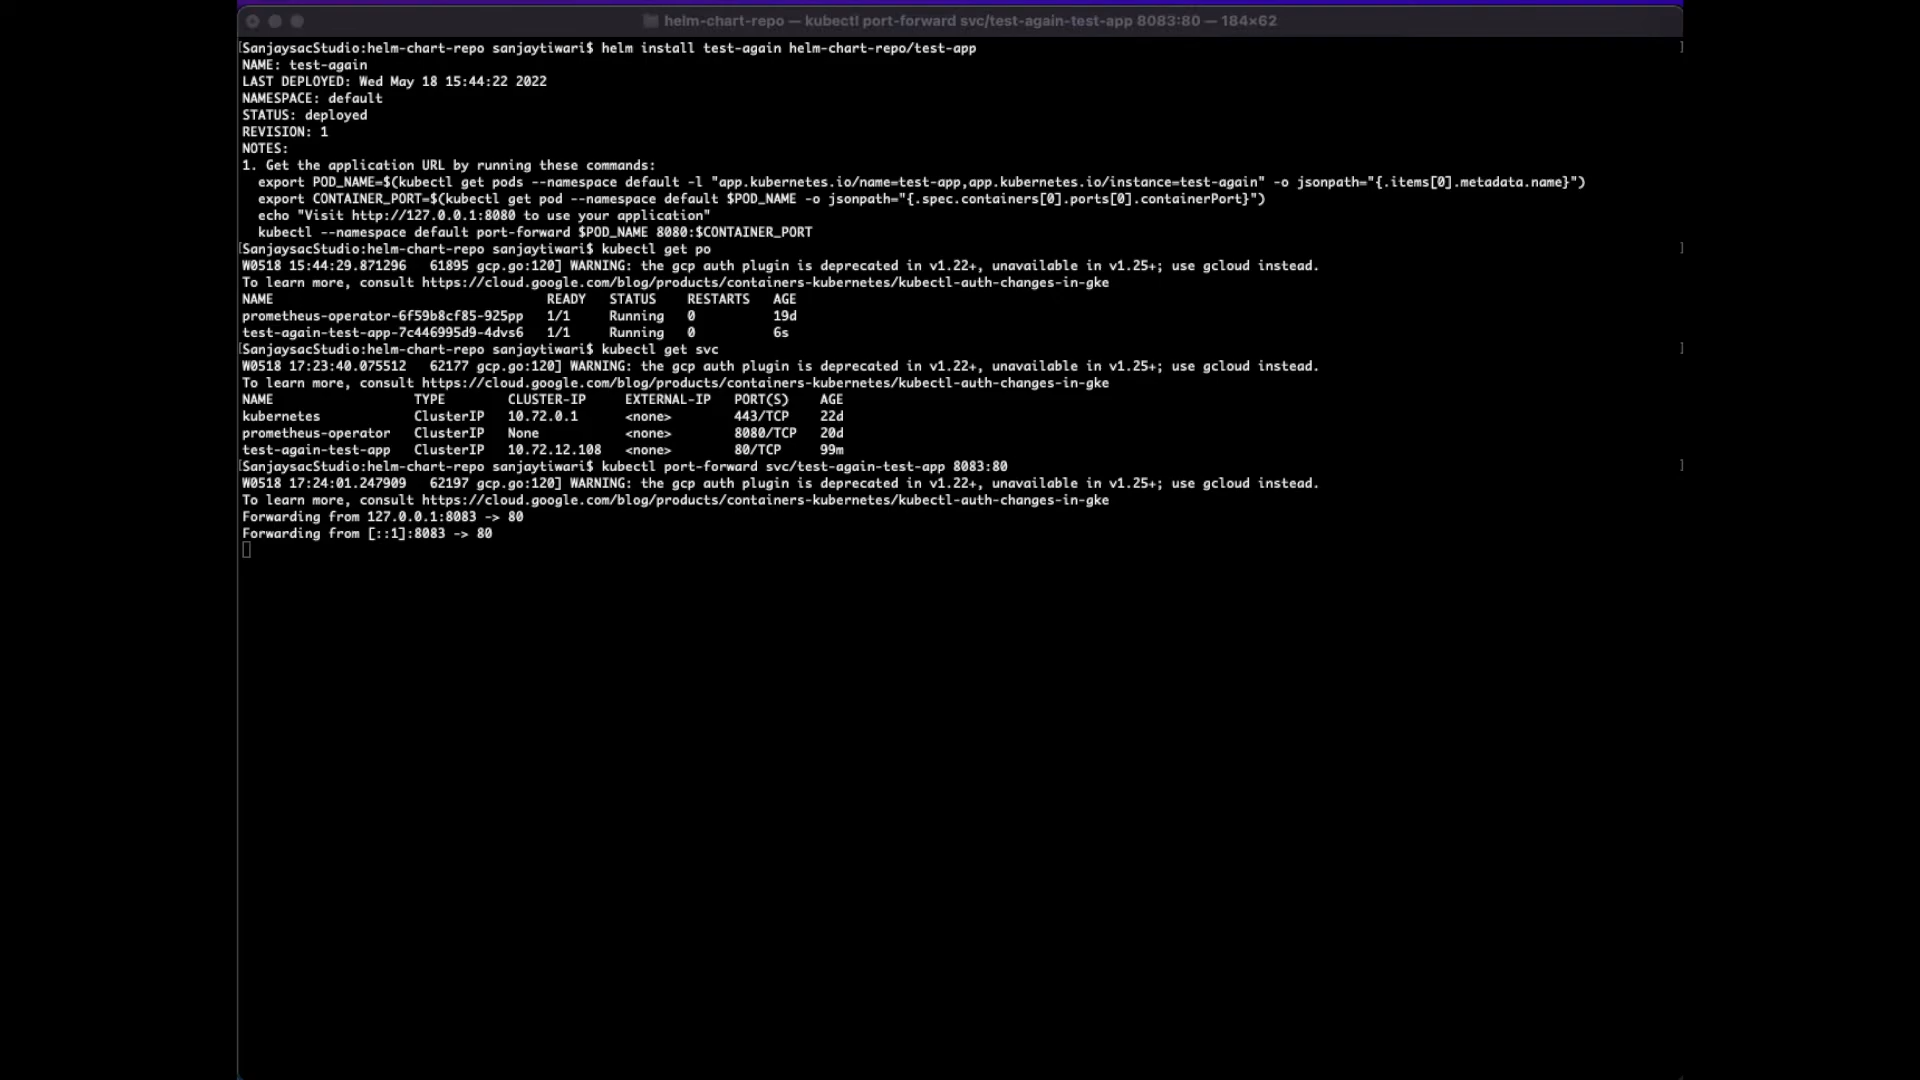 helm-chart-repo — kubectl port-forward svc/test-again-test-app 8083:80 — 184×62
[SanjaysacStudio:helm-chart-repo sanjaytiwari$ helm install test-again helm-chart-repo/test-app ]
NAME: test-again
LAST DEPLOYED: Wed May 18 15:44:22 2022
NAMESPACE: default
STATUS: deployed
REVISION: 1
NOTES:
1. Get the application URL by running these commands:
  export POD_NAME=$(kubectl get pods --namespace default -l "app.kubernetes.io/name=test-app,app.kubernetes.io/instance=test-again" -o jsonpath="{.items[0].metadata.name}")
  export CONTAINER_PORT=$(kubectl get pod --namespace default $POD_NAME -o jsonpath="{.spec.containers[0].ports[0].containerPort}")
  echo "Visit http://127.0.0.1:8080 to use your application"
  kubectl --namespace default port-forward $POD_NAME 8080:$CONTAINER_PORT
[SanjaysacStudio:helm-chart-repo sanjaytiwari$ kubectl get po ]
W0518 15:44:29.871296   61895 gcp.go:120] WARNING: the gcp auth plugin is deprecated in v1.22+, unavailable in v1.25+; use gcloud instead.
To learn more, consult https://cloud.google.com/blog/products/containers-kubernetes/kubectl-auth-changes-in-gke
NAME                                   READY   STATUS    RESTARTS   AGE
prometheus-operator-6f59b8cf85-925pp   1/1     Running   0          19d
test-again-test-app-7c446995d9-4dvs6   1/1     Running   0          6s
[SanjaysacStudio:helm-chart-repo sanjaytiwari$ kubectl get svc ]
W0518 17:23:40.075512   62177 gcp.go:120] WARNING: the gcp auth plugin is deprecated in v1.22+, unavailable in v1.25+; use gcloud instead.
To learn more, consult https://cloud.google.com/blog/products/containers-kubernetes/kubectl-auth-changes-in-gke
NAME                  TYPE        CLUSTER-IP     EXTERNAL-IP   PORT(S)    AGE
kubernetes            ClusterIP   10.72.0.1      <none>        443/TCP    22d
prometheus-operator   ClusterIP   None           <none>        8080/TCP   20d
test-again-test-app   ClusterIP   10.72.12.108   <none>        80/TCP     99m
[SanjaysacStudio:helm-chart-repo sanjaytiwari$ kubectl port-forward svc/test-again-test-app 8083:80 ]
W0518 17:24:01.247909   62197 gcp.go:120] WARNING: the gcp auth plugin is deprecated in v1.22+, unavailable in v1.25+; use gcloud instead.
To learn more, consult https://cloud.google.com/blog/products/containers-kubernetes/kubectl-auth-changes-in-gke
Forwarding from 127.0.0.1:8083 -> 80
Forwarding from [::1]:8083 -> 80